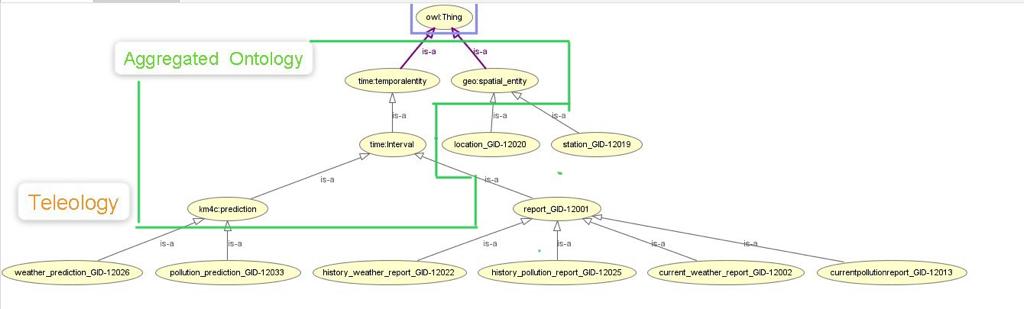 owl:Thing
is-a
is-a
Aggregated Ontology
time:temporalentity
geo:spatial_entity
is-a
is-a
is-a
time:Interval
location_GID-12020
station_GID-12019
is-a
is-a
Teleology
km4c:prediction
report_GID-12001
is-a
is-a
is-a
is-a
is-a
is-a
weather_prediction_GID-12026
pollution_prediction_GID-12033
history_weather_report_GID-12022
history_pollution_report_GID-12025
current_weather_report_GID-12002
currentpollutionreport_GID-12013